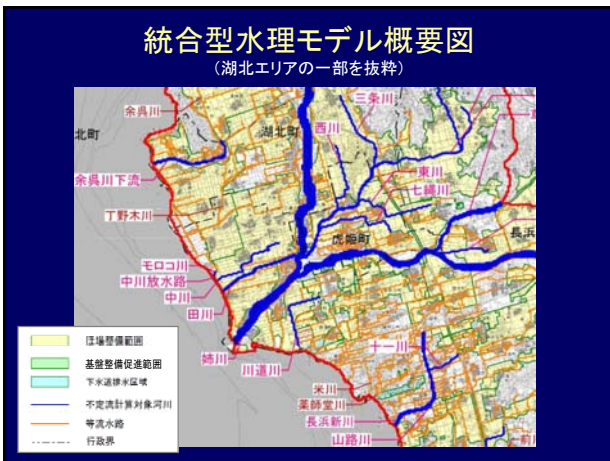 統合型水理モデル概要図
（湖北エリアの一部を抜粋）
余呉川
三条川
北町
湖北町
西川
余呉川下流
東川
七縄川
丁野木川
虎姫町
長浜
モロコ川
中川放水路
中川
田川
姉川
川道川
十一川
米川
薬師堂川
長浜新川
山路川
前川
ほ場整備範囲
基盤整備促進範囲
下水道排水区域
不定流計算対象河川
等流水路
行政界